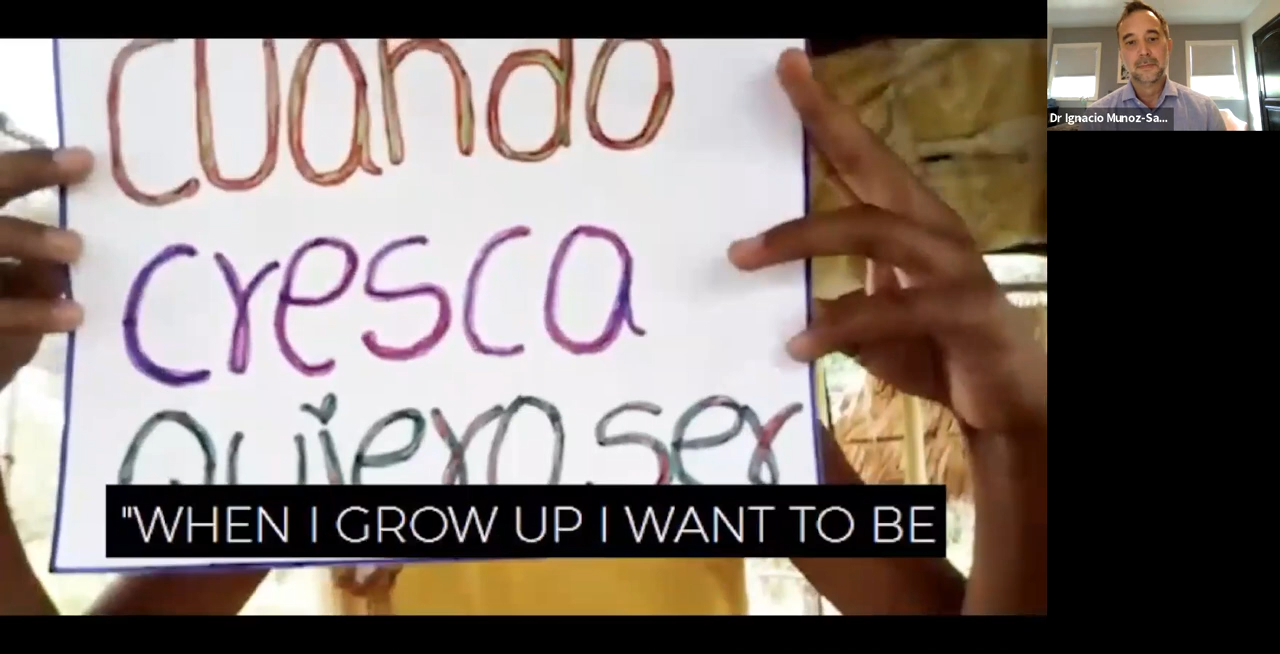 cuando
cresca
quiero ser
"WHEN I GROW UP I WANT TO BE
Dr Ignacio Munoz-Sa...